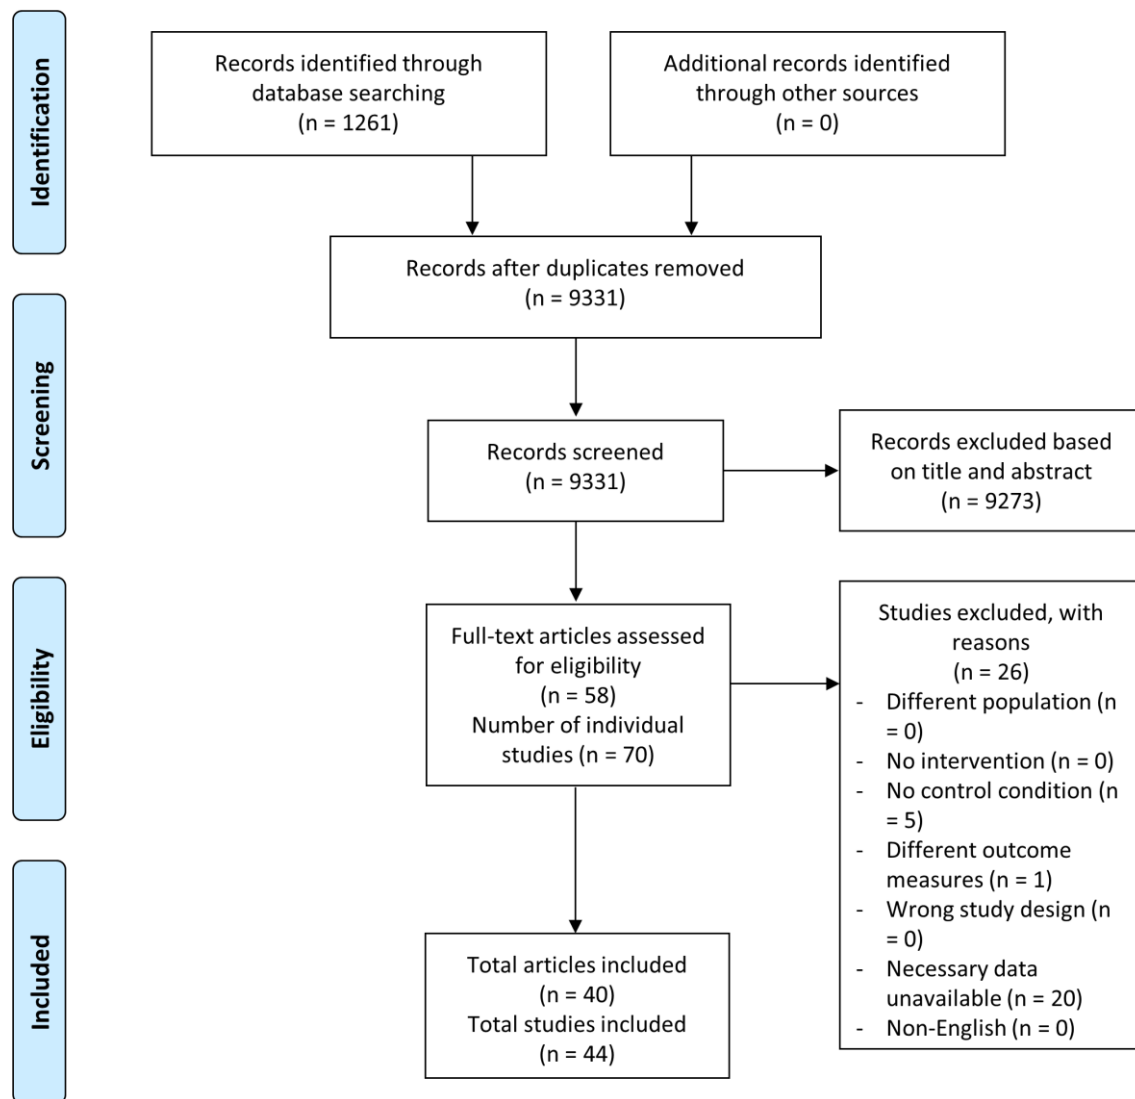 Identification
Records identified through
database searching
(n = 1261)
Additional records identified
through other sources
(n = 0)
Records after duplicates removed
(n = 9331)
Screening
Records screened
(n = 9331)
Records excluded based
on title and abstract
(n = 9273)
Eligibility
Full-text articles assessed
for eligibility
(n = 58)
Number of individual
studies (n = 70)
Studies excluded, with
reasons
(n = 26)
- Different population (n
= 0)
- No intervention (n = 0)
- No control condition (n
= 5)
- Different outcome
measures (n = 1)
- Wrong study design (n
= 0)
- Necessary data
unavailable (n = 20)
- Non-English (n = 0)
Included
Total articles included
(n = 40)
Total studies included
(n = 44)